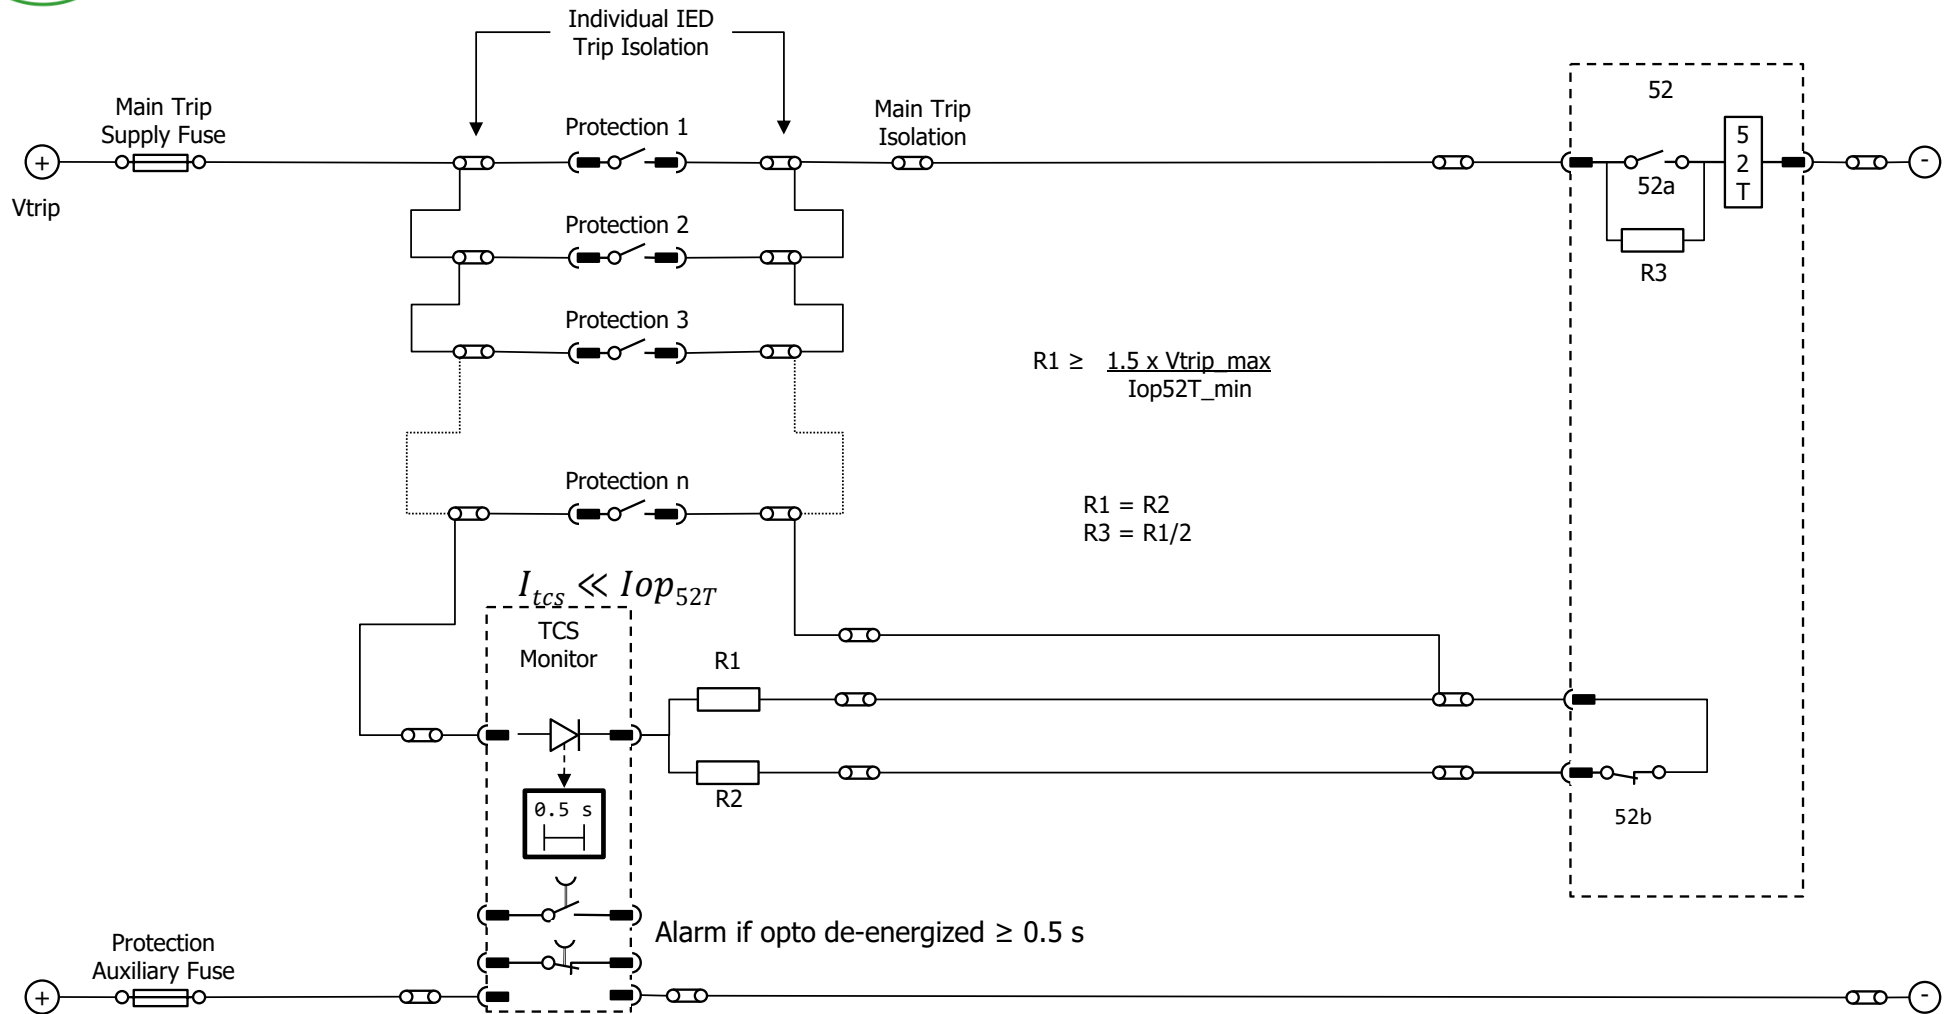 Individual IED
Trip Isolation
Main Trip
Supply Fuse
Protection 1
Main Trip
Isolation
52
+
52a
5
2
T
-
Vtrip
Protection 2
R3
Protection 3
R1 ≥ 1.5 x Vtrip_max
Iop52T_min
Protection n
R1 = R2
R3 = R1/2
I_tcs ≪ Iop_52T
TCS
Monitor
R1
R2
0.5 s
52b
Alarm if opto de-energized ≥ 0.5 s
Protection
Auxiliary Fuse
+
-